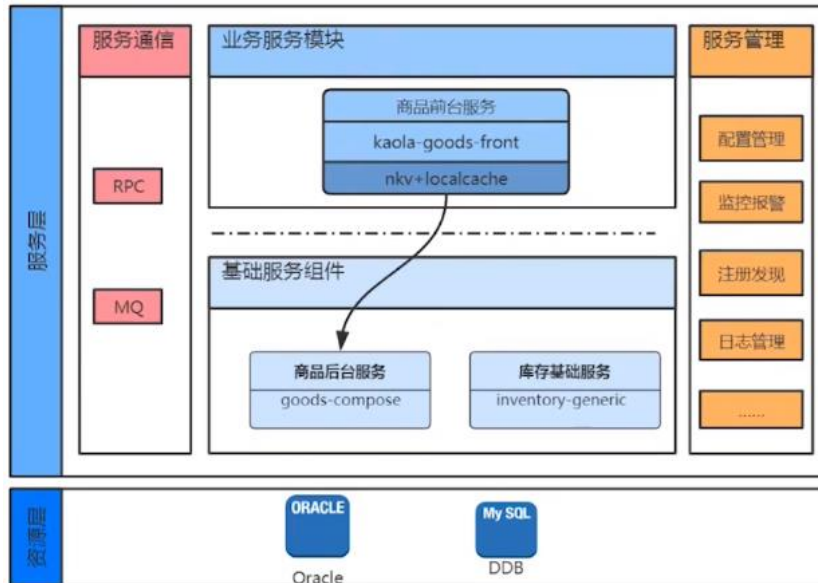 服务层
服务通信
RPC
MQ
业务服务模块
商品前台服务
kaola-goods-front
nkv+localcache
基础服务组件
商品后台服务
goods-compose
库存基础服务
inventory-generic
服务管理
配置管理
监控报警
注册发现
日志管理
......
资源层
ORACLE
Oracle
My SQL
DDB